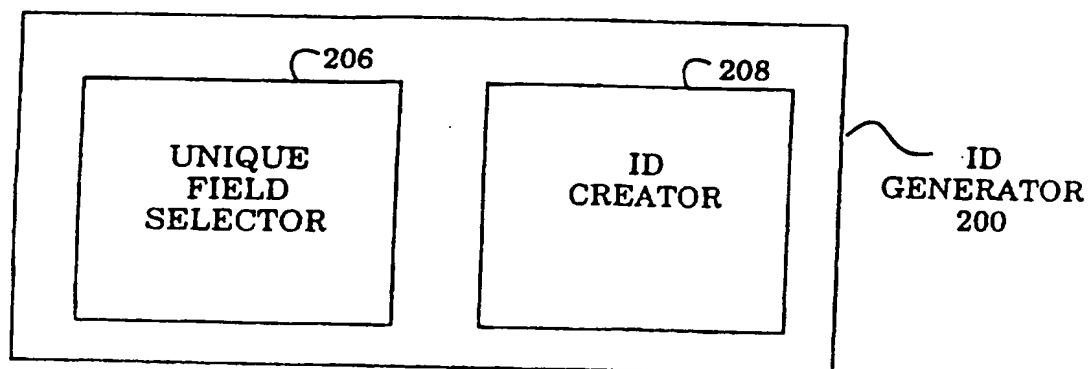 206
208
UNIQUE
FIELD
SELECTOR
ID
CREATOR
ID
GENERATOR
200